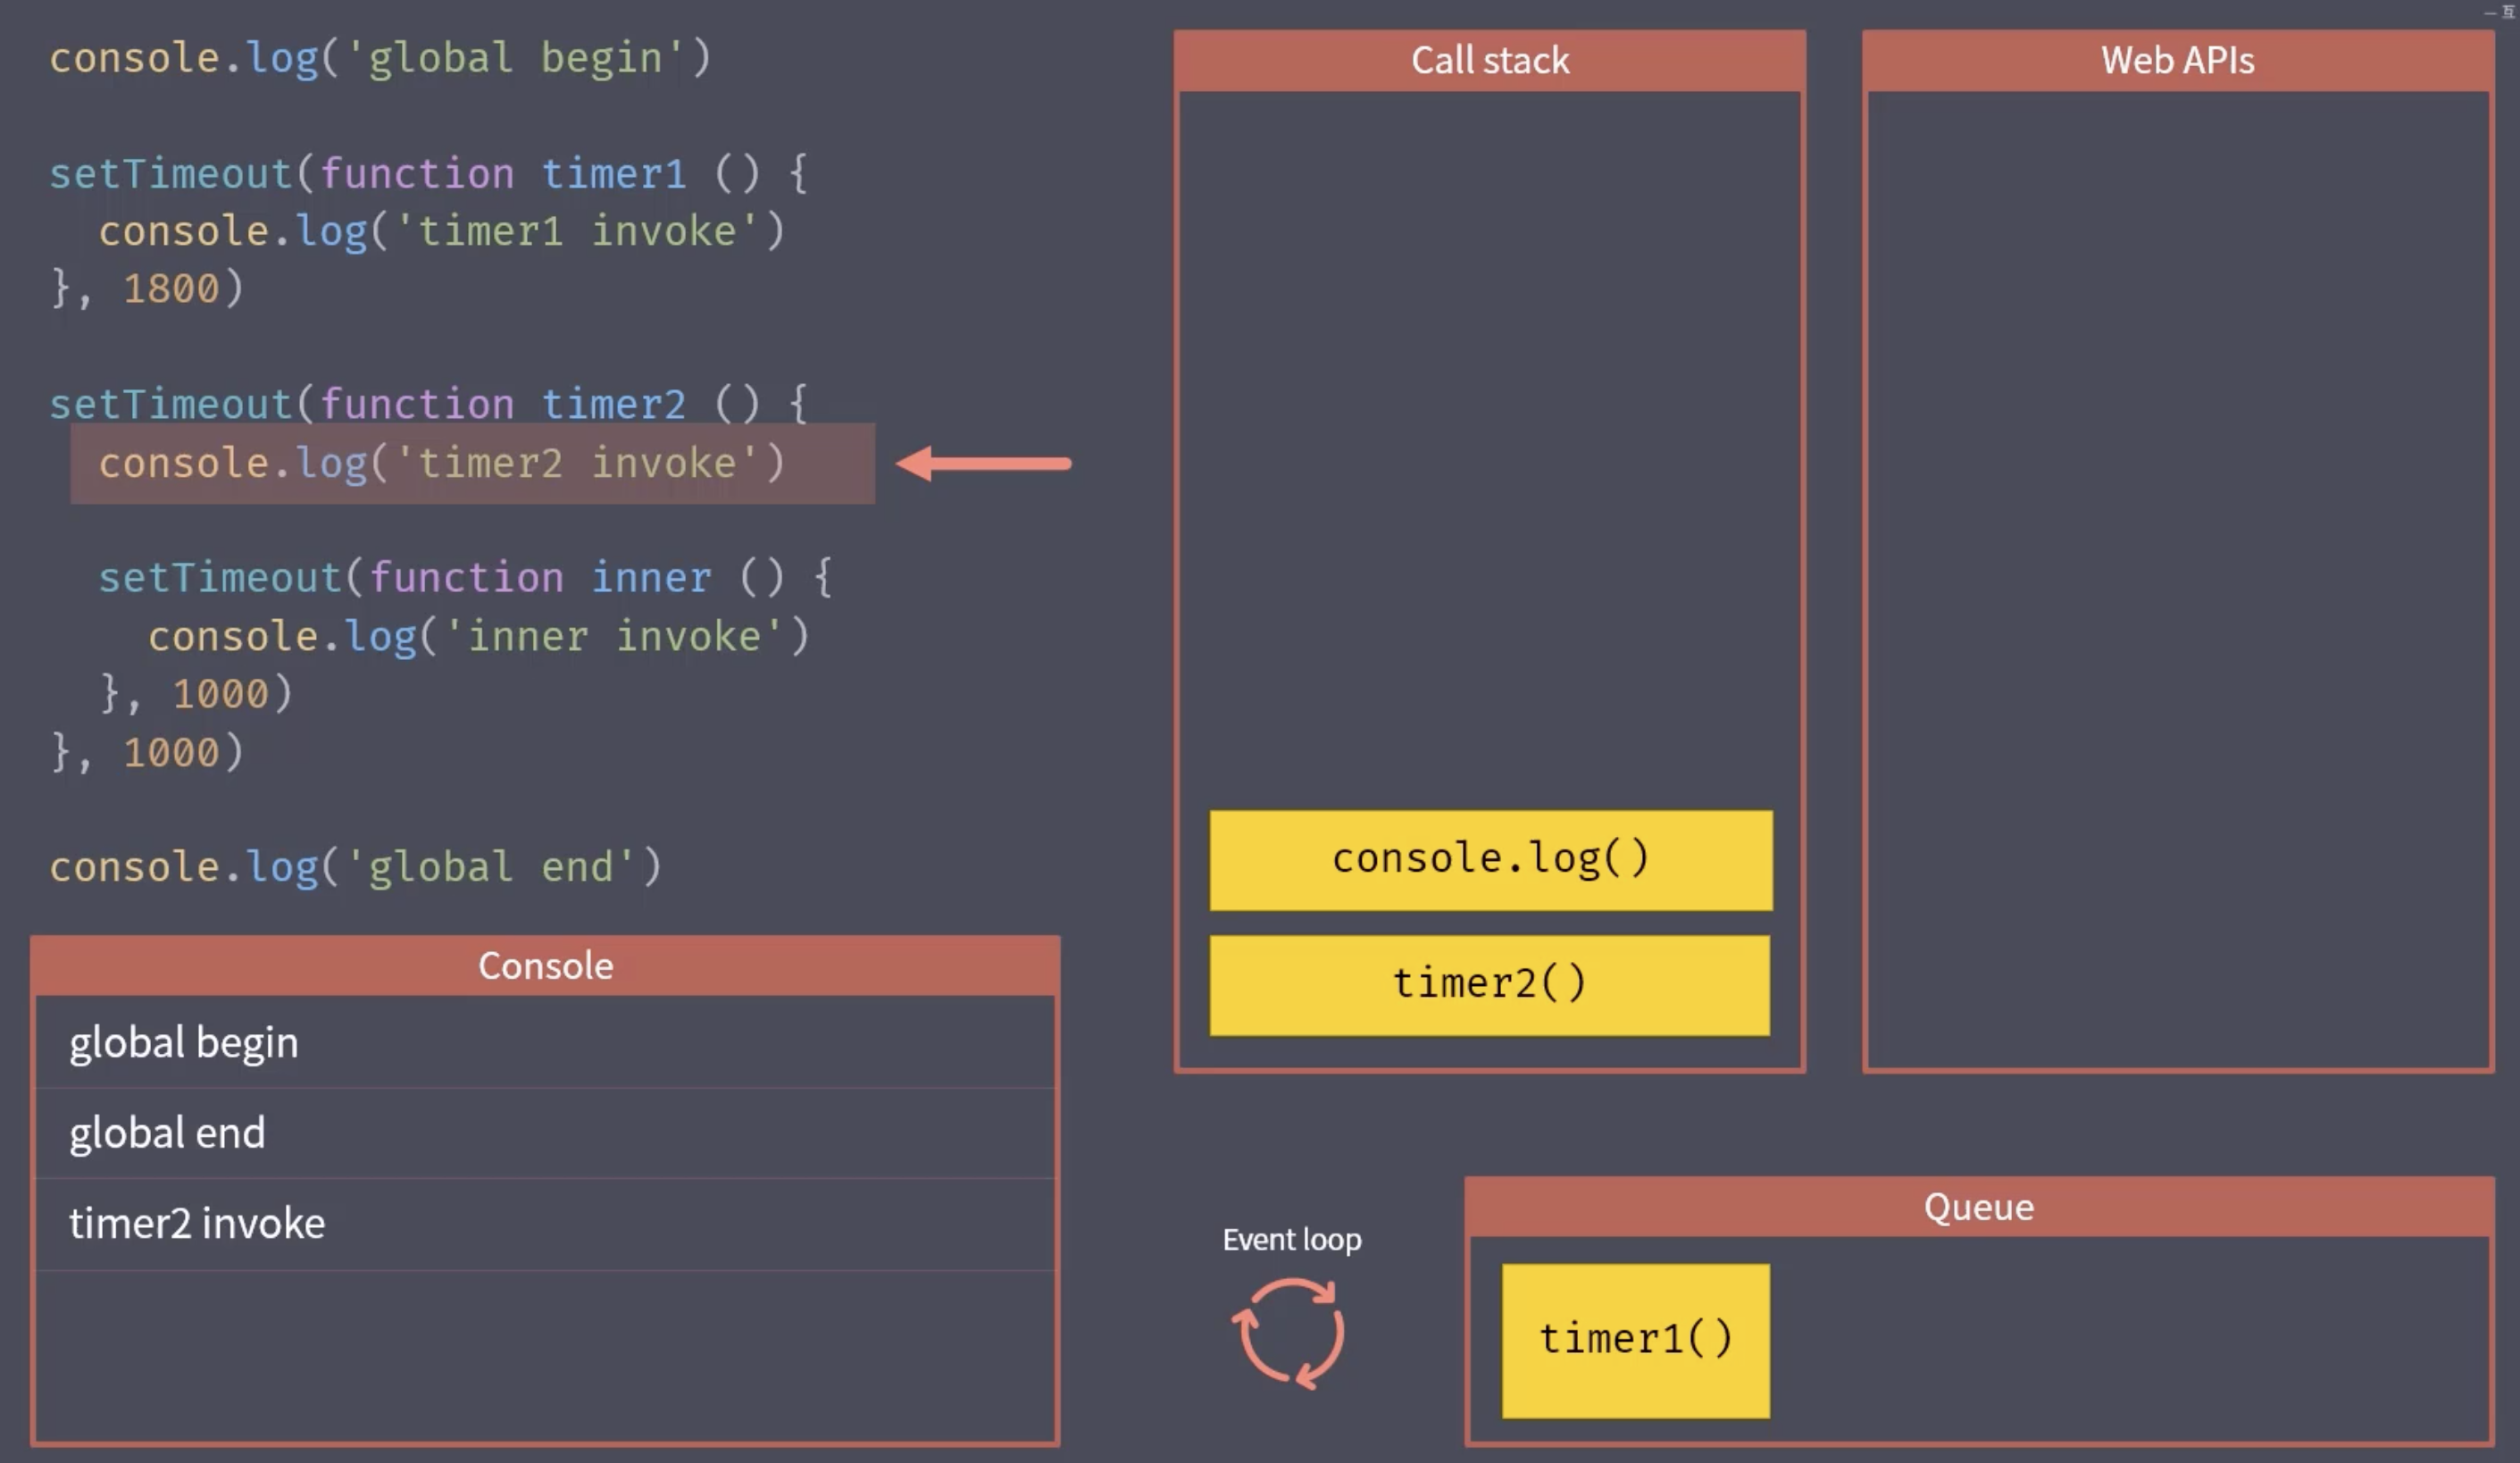 console.log('global begin')
setTimeout(function timer1 () {
  console.log('timer1 invoke')
}, 1800)
setTimeout(function timer2 () {
  console.log('timer2 invoke')
  setTimeout(function inner () {
    console.log('inner invoke')
  }, 1000)
}, 1000)
console.log('global end')
Console
global begin
global end
timer2 invoke
Call stack
console.log()
timer2()
Web APIs
Event loop
Queue
timer1()
一 互